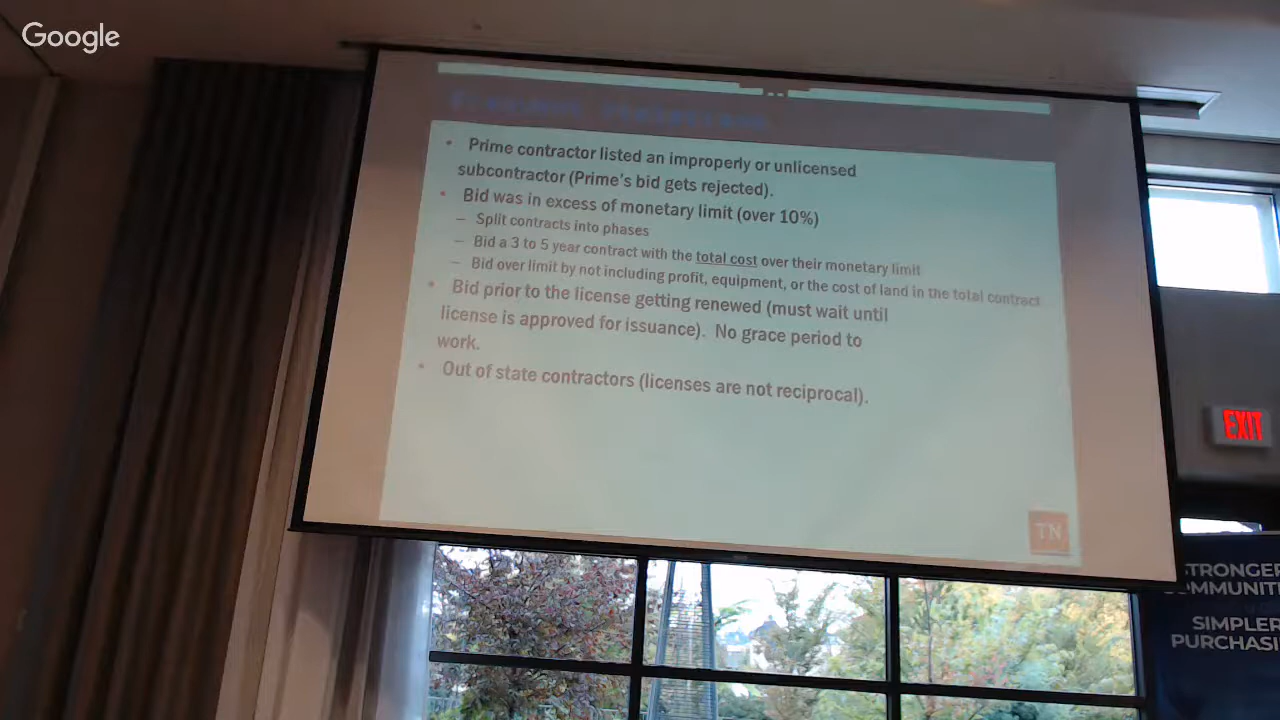 Google
• Prime contractor listed an improperly or unlicensed
subcontractor (Prime's bid gets rejected).
• Bid was in excess of monetary limit (over 10%)
– Split contracts into phases
– Bid a 3 to 5 year contract with the total cost over their monetary limit
– Bid over limit by not including profit, equipment, or the cost of land in the total contract
• Bid prior to the license getting renewed (must wait until
license is approved for issuance). No grace period to
work.
• Out of state contractors (licenses are not reciprocal).
TN
EXIT
TRONGER
MMUNIT
SIMPLER
PURCHASI